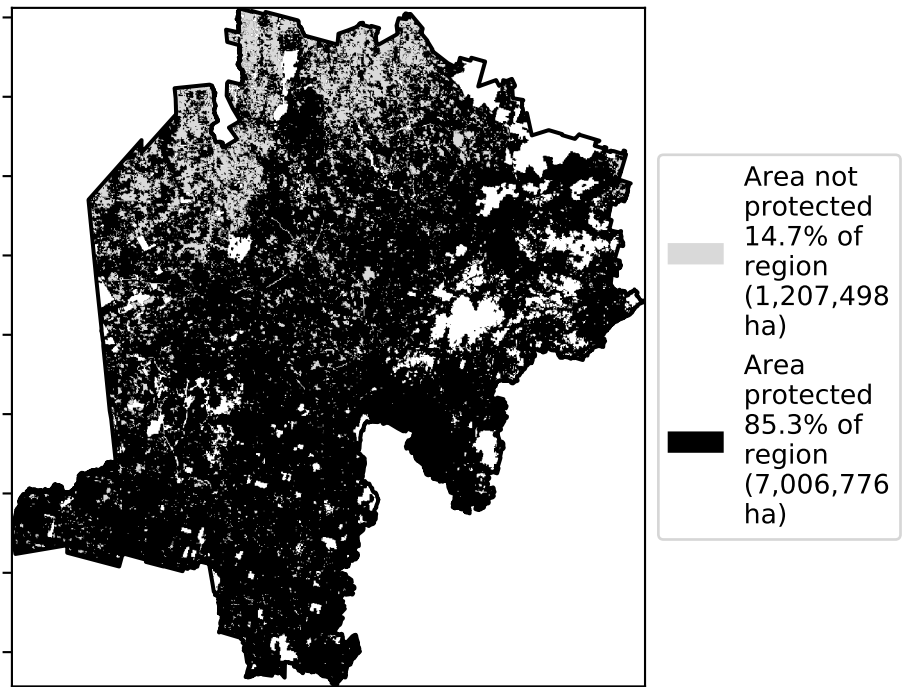 Area not
protected
14.7% of
region
(1,207,498
ha)
Area
protected
85.3% of
region
(7,006,776
ha)